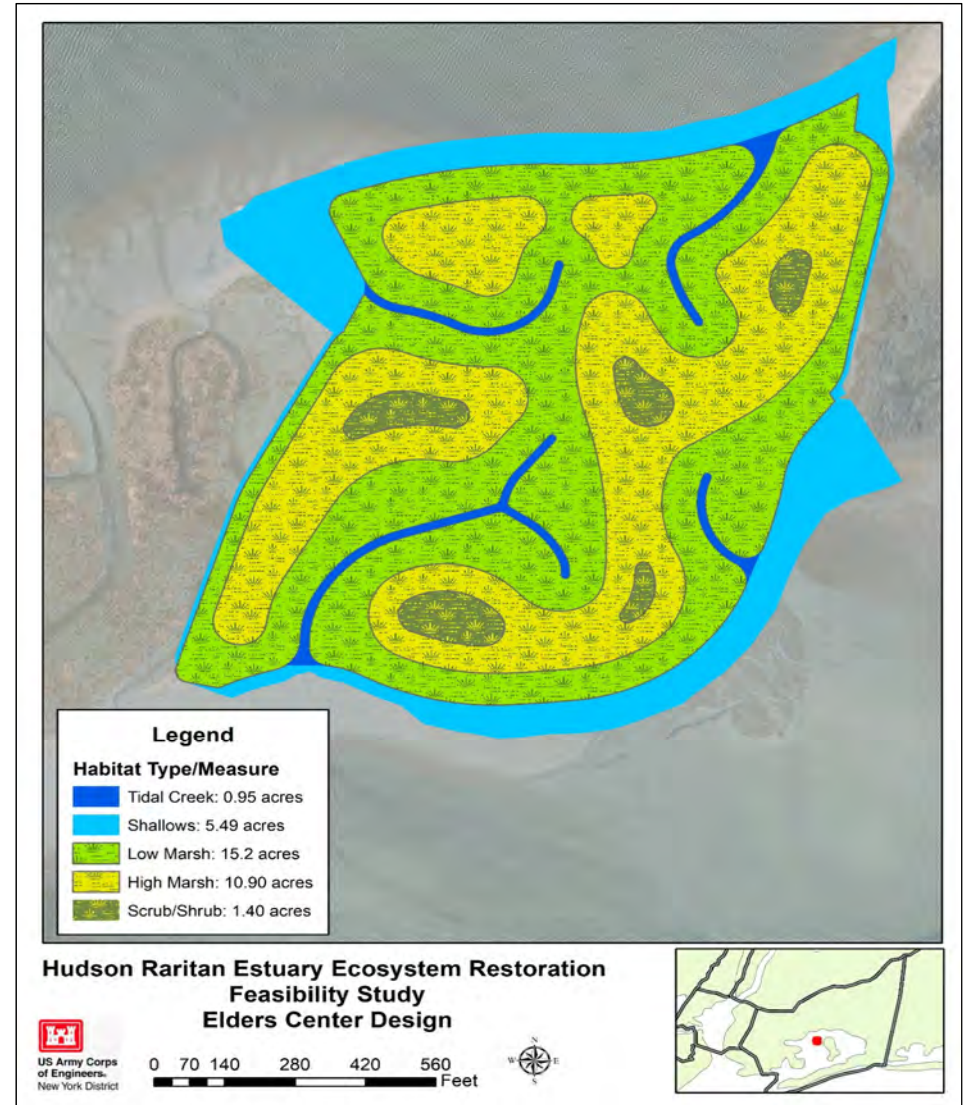 Legend
Habitat Type/Measure
Tidal Creek: 0.95 acres
Shallows: 5.49 acres
Low Marsh: 15.2 acres
High Marsh: 10.90 acres
Scrub/Shrub: 1.40 acres
Hudson Raritan Estuary Ecosystem Restoration
Feasibility Study
Elders Center Design
US Army Corps
of Engineers®
New York District
0 70 140 280 420 560
Feet
N
W E
S